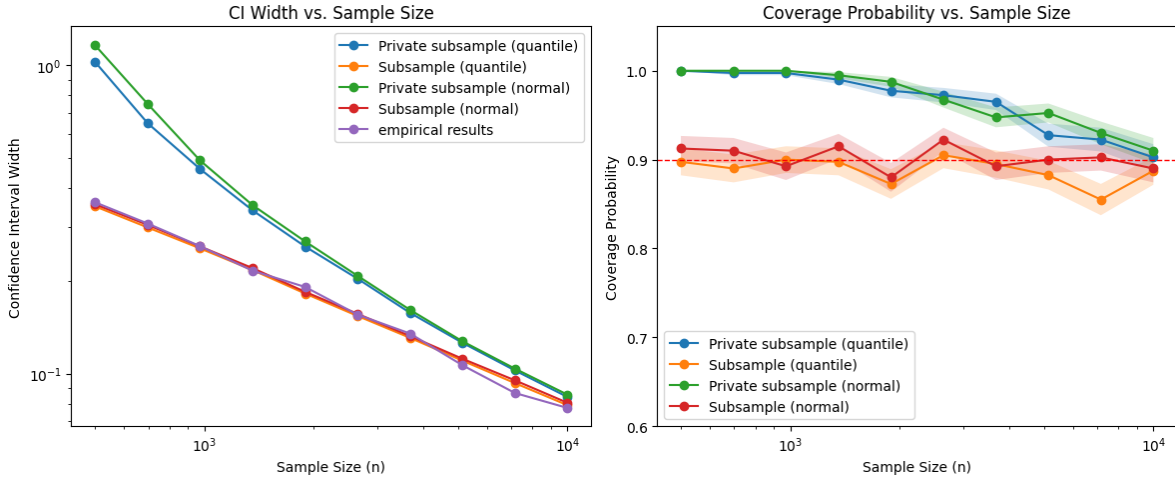 CI Width vs. Sample Size
Confidence Interval Width
10⁰
10⁻¹
Private subsample (quantile)
Subsample (quantile)
Private subsample (normal)
Subsample (normal)
empirical results
10³
10⁴
Sample Size (n)
Coverage Probability vs. Sample Size
Coverage Probability
1.0
0.9
0.8
0.7
0.6
Private subsample (quantile)
Subsample (quantile)
Private subsample (normal)
Subsample (normal)
10³
10⁴
Sample Size (n)